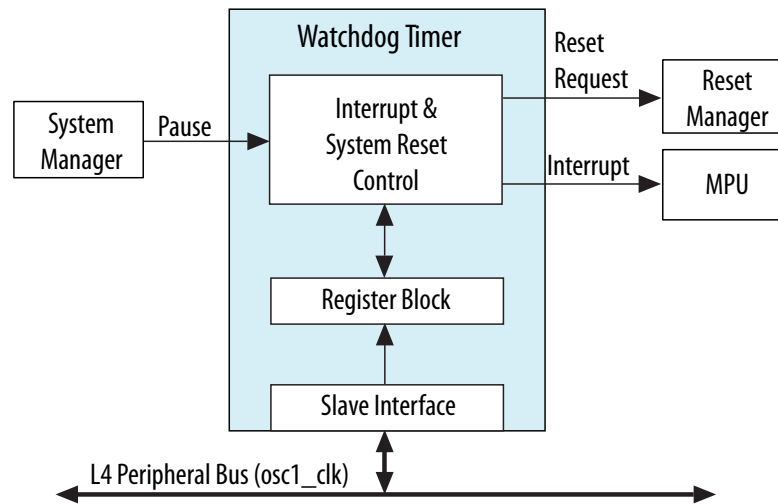 Watchdog Timer
Reset
Request
Reset
Manager
System
Manager
Pause
Interrupt &
System Reset
Control
Interrupt
MPU
Register Block
Slave Interface
L4 Peripheral Bus (osc1_clk)